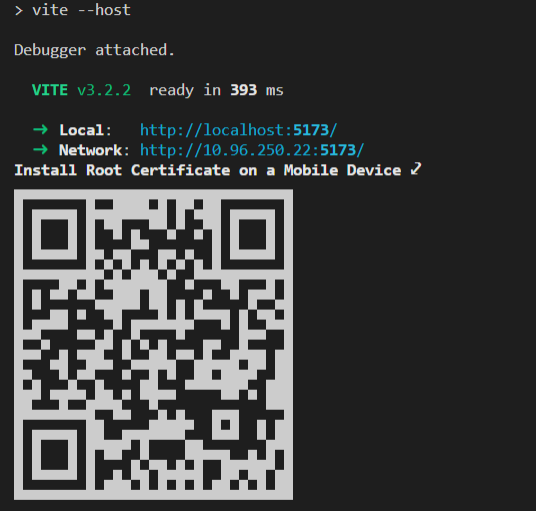 > vite --host
Debugger attached.
VITE v3.2.2 ready in 393 ms
➜ Local: http://localhost:5173/
➜ Network: http://10.96.250.22:5173/
Install Root Certificate on a Mobile Device ⤦